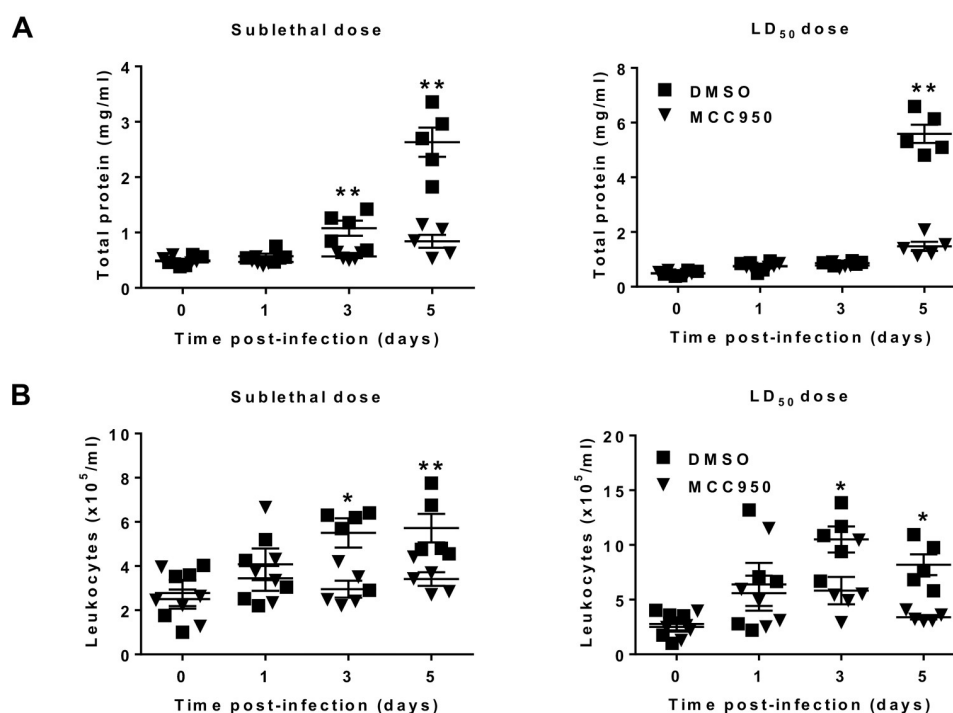 A
Sublethal dose
Total protein (mg/ml)
4
3
2
1
0
**
**
0 1 3 5
Time post-infection (days)
LD50 dose
Total protein (mg/ml)
8
6
4
2
0
DMSO
MCC950
**
0 1 3 5
Time post-infection (days)
B
Sublethal dose
Leukocytes (x10^5/ml)
10
8
6
4
2
0
*
**
0 1 3 5
Time post-infection (days)
LD50 dose
Leukocytes (x10^5/ml)
20
15
10
5
0
DMSO
MCC950
*
*
0 1 3 5
Time post-infection (days)